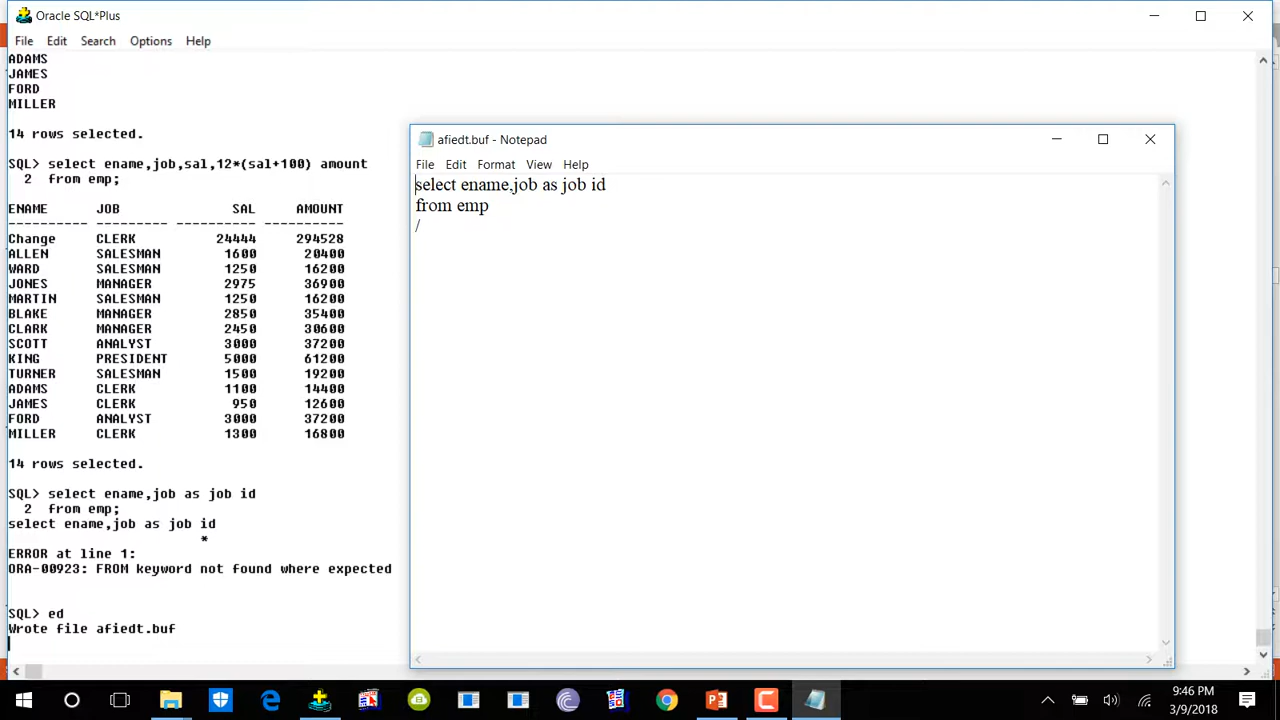 Oracle SQL*Plus
File Edit Search Options Help
ADAMS
JAMES
FORD
MILLER
14 rows selected.
SQL> select ename,job,sal,12*(sal+100) amount
2 from emp;
ENAME JOB SAL AMOUNT
---------- --------- ---------- ----------
Change CLERK 24444 294528
ALLEN SALESMAN 1600 20400
WARD SALESMAN 1250 16200
JONES MANAGER 2975 36900
MARTIN SALESMAN 1250 16200
BLAKE MANAGER 2850 35400
CLARK MANAGER 2450 30600
SCOTT ANALYST 3000 37200
KING PRESIDENT 5000 61200
TURNER SALESMAN 1500 19200
ADAMS CLERK 1100 14400
JAMES CLERK 950 12600
FORD ANALYST 3000 37200
MILLER CLERK 1300 16800
14 rows selected.
SQL> select ename,job as job id
2 from emp;
select ename,job as job id
*
ERROR at line 1:
ORA-00923: FROM keyword not found where expected
SQL> ed
Wrote file afiedt.buf
afiedt.buf - Notepad
File Edit Format View Help
select ename,job as job id
from emp
/
9:46 PM
3/9/2018